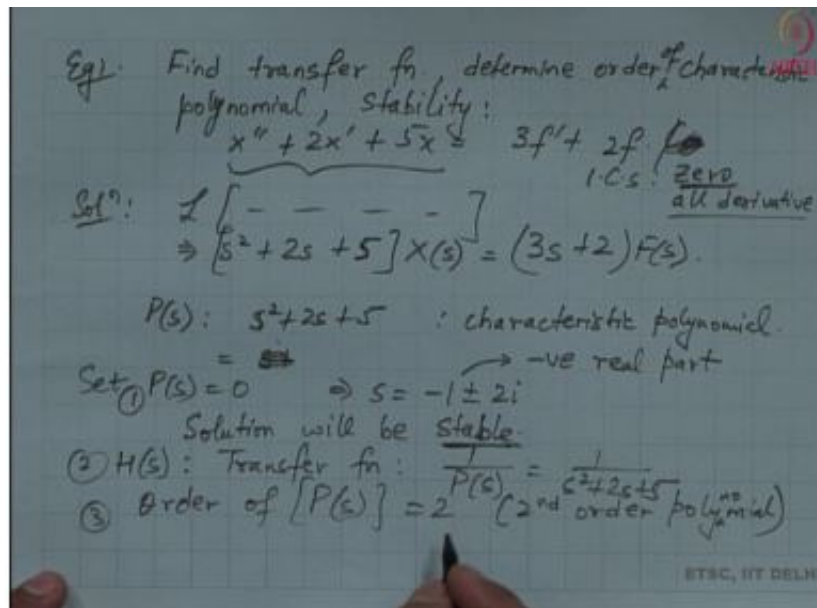 Eg1. Find transfer fn, determine order of characteristic
polynomial, stability:
x'' + 2x' + 5x = 3f' + 2f.
I.C.s: zero
all derivative
Solⁿ: L [ — — — — ]
⇒ [s² + 2s + 5] X(s) = (3s + 2) F(s).
P(s): s² + 2s + 5 : characteristic polynomial.
=
→ -ve real part
Set ① P(s) = 0 ⇒ s = -1 ± 2i
Solution will be stable.
② H(s): Transfer fn: 1/P(s) = 1/s²+2s+5
③ Order of [P(s)] = 2 (2nd order polynomial)
ETSC, IIT DELH